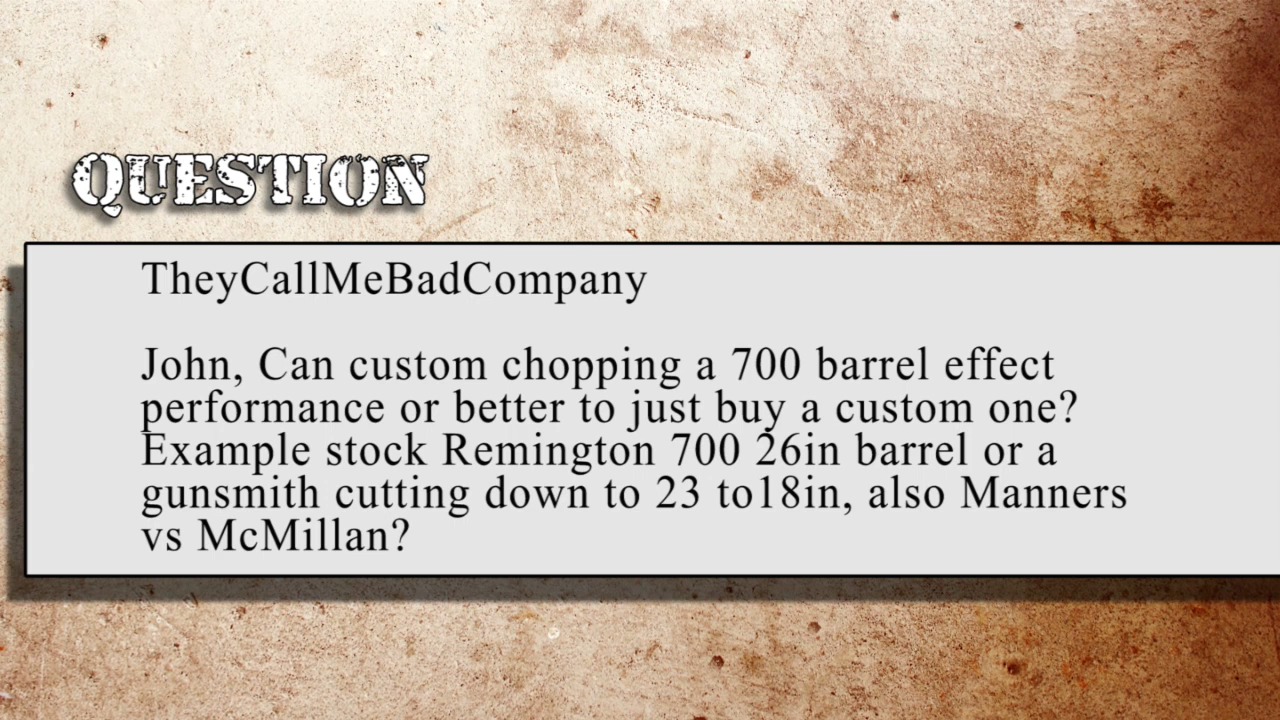 QUESTION
TheyCallMeBadCompany
John, Can custom chopping a 700 barrel effect
performance or better to just buy a custom one?
Example stock Remington 700 26in barrel or a
gunsmith cutting down to 23 to18in, also Manners
vs McMillan?